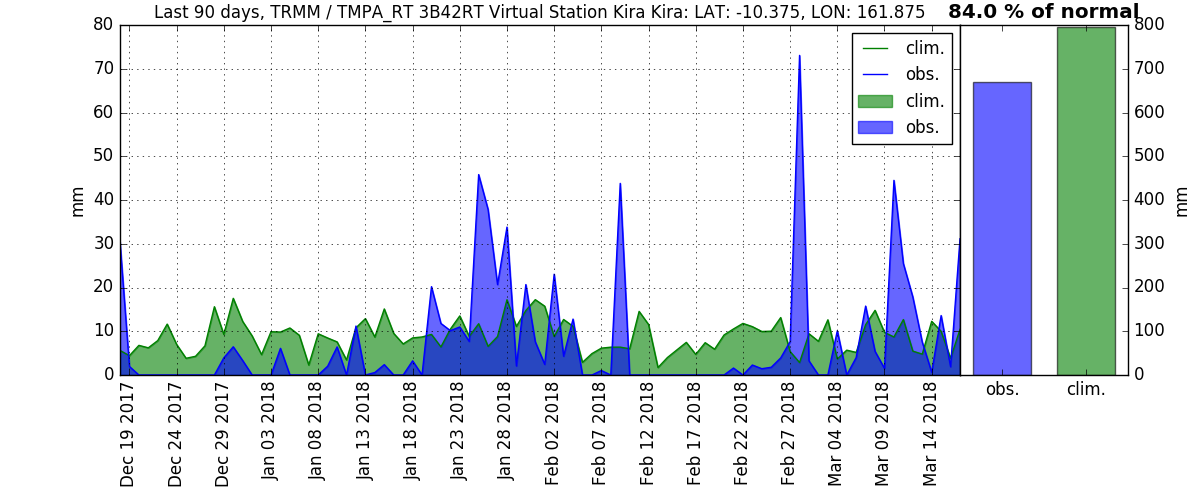 Last 90 days, TRMM / TMPA_RT 3B42RT Virtual Station Kira Kira: LAT: -10.375, LON: 161.875
84.0 % of normal
80
70
60
50
40
30
20
10
0
mm
clim.
obs.
clim.
obs.
800
700
600
500
400
300
200
100
0
mm
obs.
clim.
Dec 19 2017
Dec 24 2017
Dec 29 2017
Jan 03 2018
Jan 08 2018
Jan 13 2018
Jan 18 2018
Jan 23 2018
Jan 28 2018
Feb 02 2018
Feb 07 2018
Feb 12 2018
Feb 17 2018
Feb 22 2018
Feb 27 2018
Mar 04 2018
Mar 09 2018
Mar 14 2018